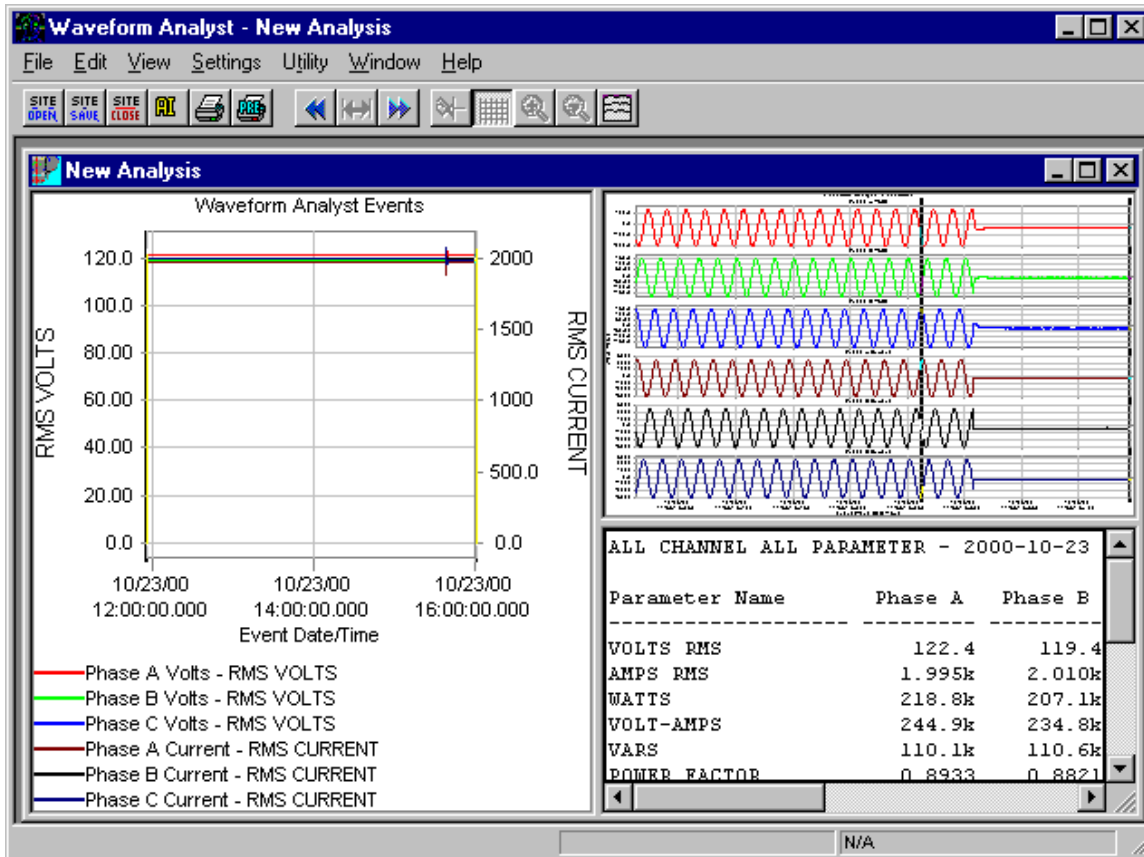 Waveform Analyst - New Analysis
File Edit View Settings Utility Window Help
SITE OPEN SITE SAVE SITE CLOSE AI PRE
New Analysis
Waveform Analyst Events
RMS VOLTS
120.0
100.0
80.00
60.00
40.00
20.00
0.0
2000
1500
1000
500.0
0.0
RMS CURRENT
10/23/00 10/23/00 10/23/00
12:00:00.000 14:00:00.000 16:00:00.000
Event Date/Time
Phase A Volts - RMS VOLTS
Phase B Volts - RMS VOLTS
Phase C Volts - RMS VOLTS
Phase A Current - RMS CURRENT
Phase B Current - RMS CURRENT
Phase C Current - RMS CURRENT
ALL CHANNEL ALL PARAMETER - 2000-10-23
Parameter Name Phase A Phase B
-------------------- ---------- ---------
VOLTS RMS 122.4 119.4
AMPS RMS 1.995k 2.010k
WATTS 218.8k 207.1k
VOLT-AMPS 244.9k 234.8k
VARS 110.1k 110.6k
POWER FACTOR 0.8933 0.8821
N/A